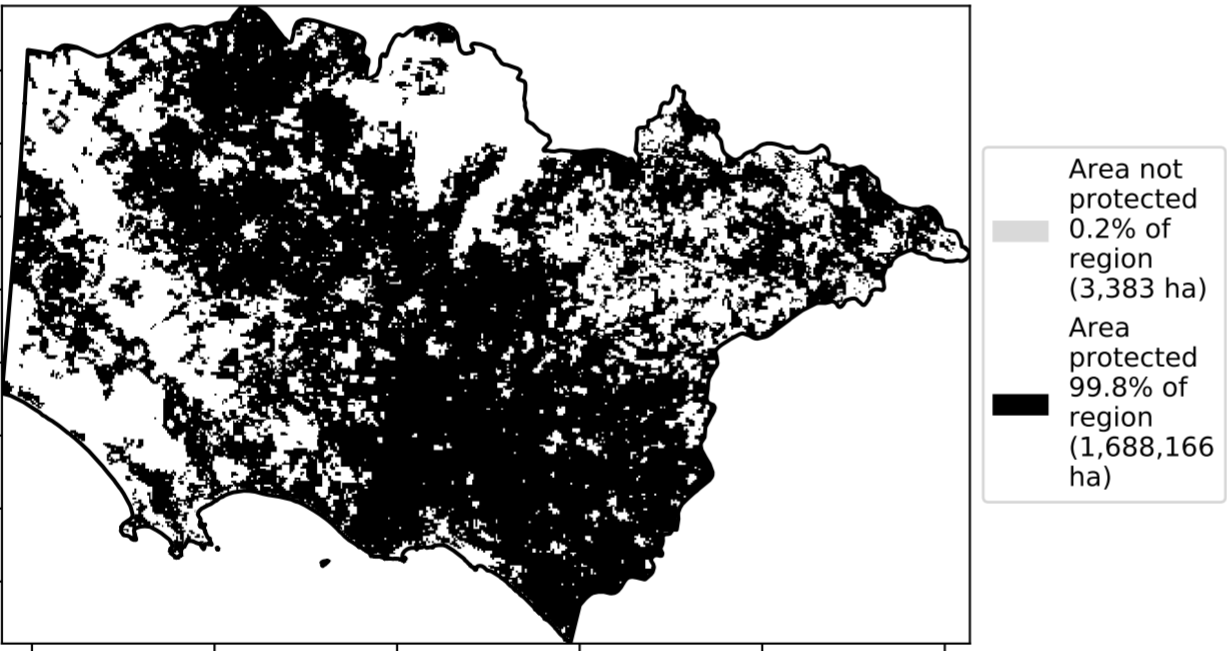 Area not
protected
0.2% of
region
(3,383 ha)
Area
protected
99.8% of
region
(1,688,166
ha)